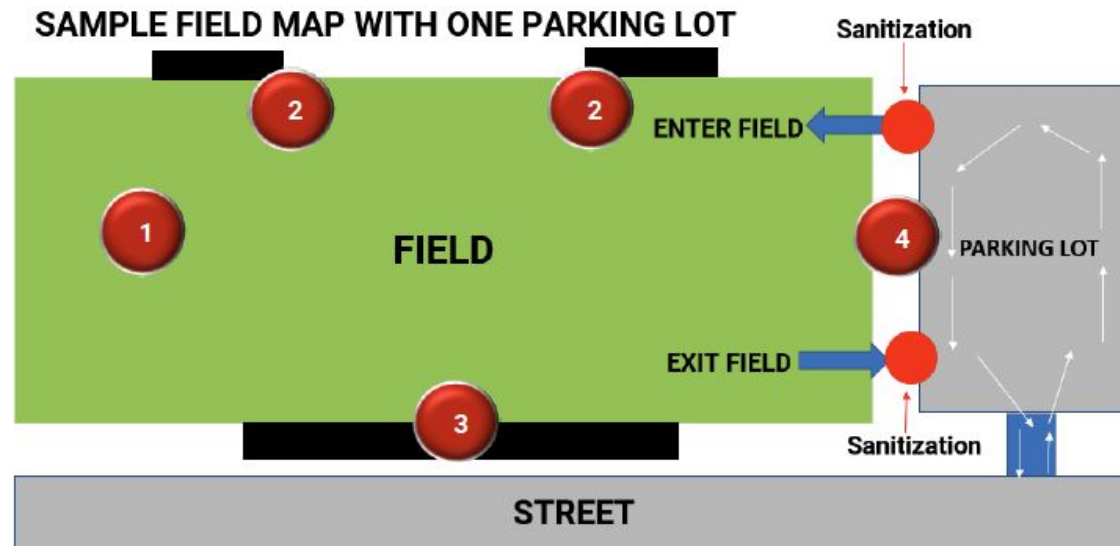 SAMPLE FIELD MAP WITH ONE PARKING LOT
Sanitization
2
2
ENTER FIELD
1
FIELD
4
PARKING LOT
EXIT FIELD
3
Sanitization
STREET